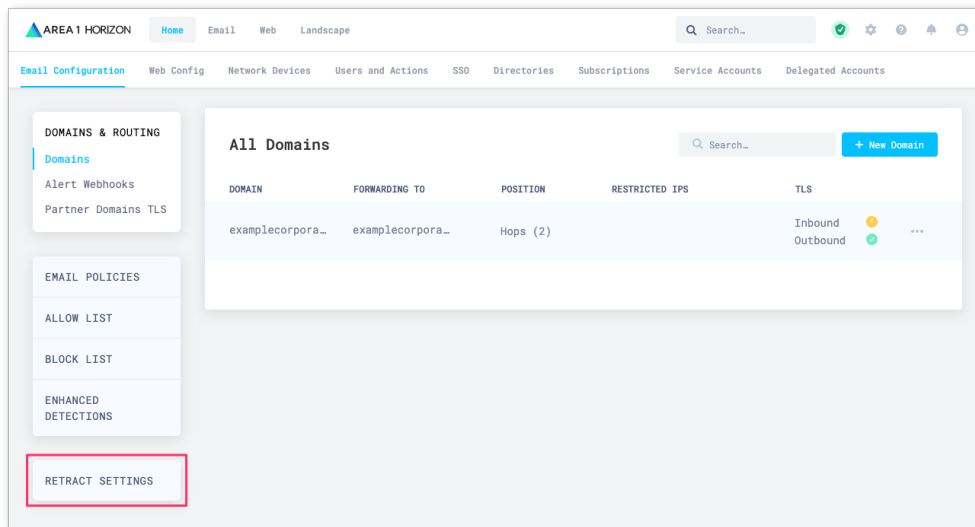 AREA 1 HORIZON Home Email Web Landscape Search…
Email Configuration Web Config Network Devices Users and Actions SSO Directories Subscriptions Service Accounts Delegated Accounts
DOMAINS & ROUTING
Domains
Alert Webhooks
Partner Domains TLS
EMAIL POLICIES
ALLOW LIST
BLOCK LIST
ENHANCED
DETECTIONS
RETRACT SETTINGS
All Domains Search… + New Domain
DOMAIN FORWARDING TO POSITION RESTRICTED IPS TLS
examplecorpora… examplecorpora… Hops (2) Inbound
Outbound